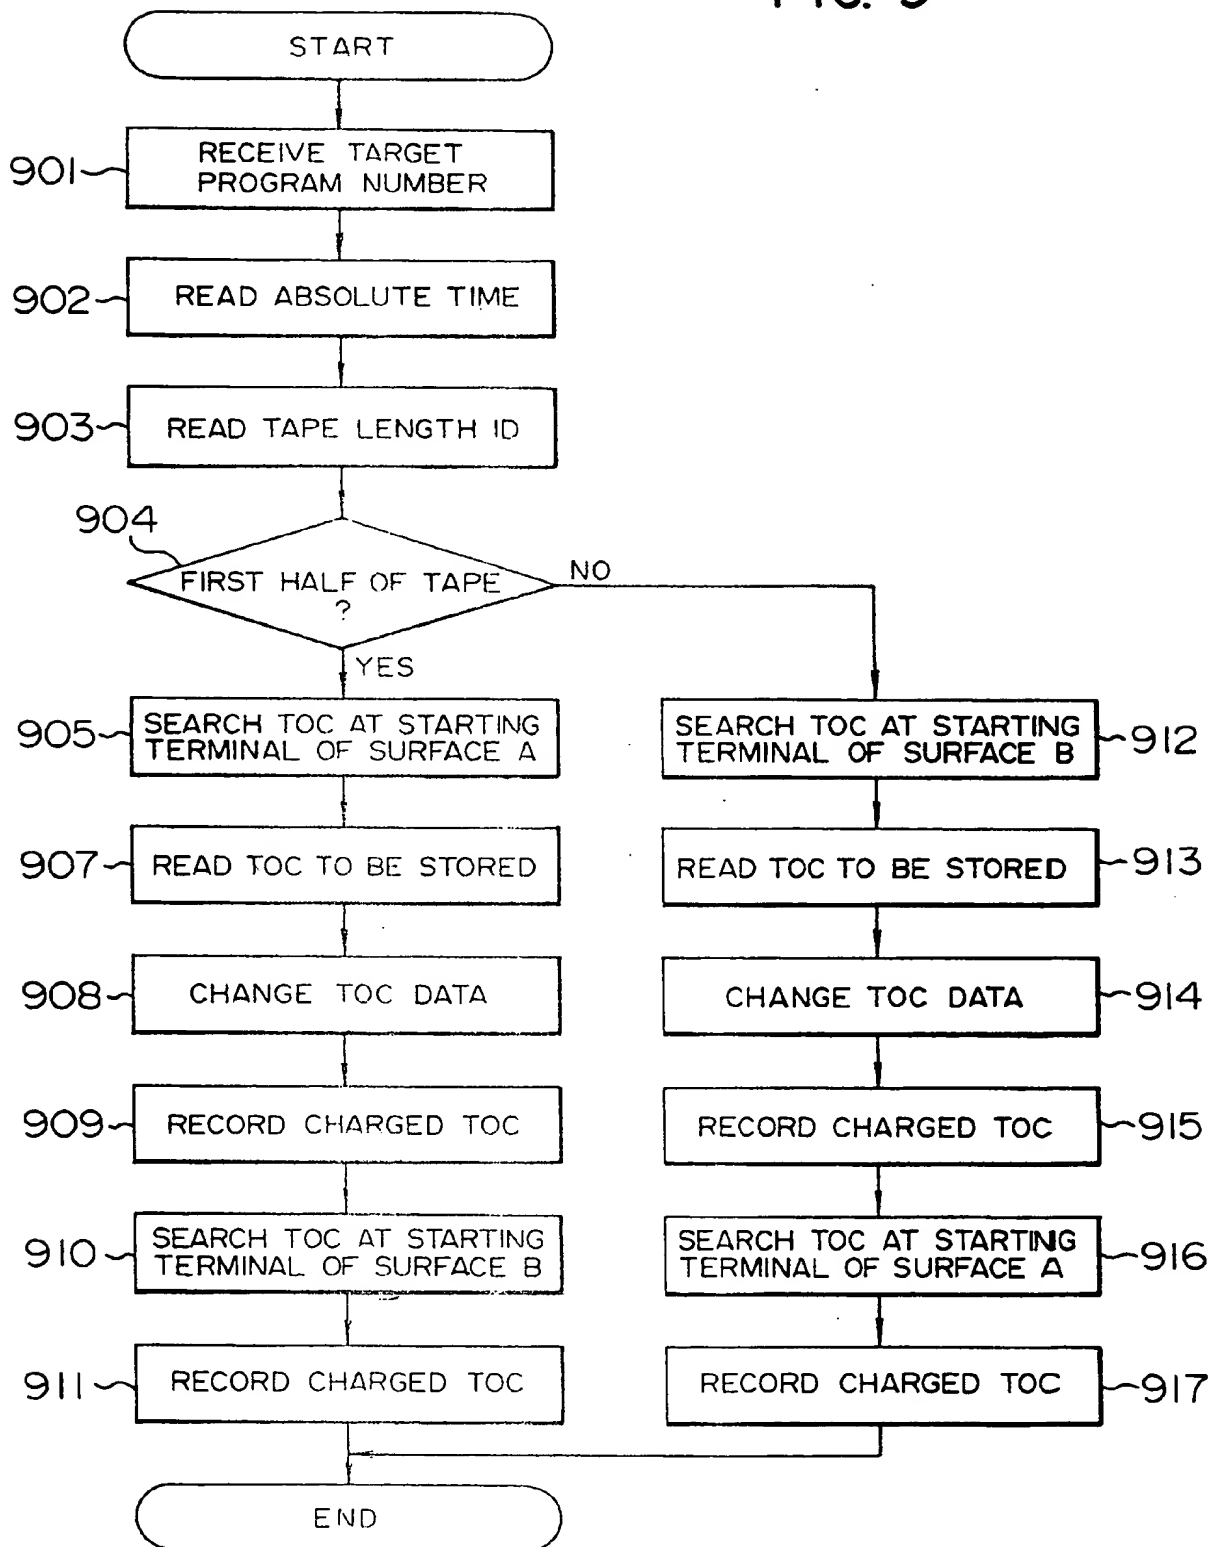 START
901
RECEIVE TARGET
PROGRAM NUMBER
902
READ ABSOLUTE TIME
903
READ TAPE LENGTH ID
904
FIRST HALF OF TAPE
?
NO
YES
905
SEARCH TOC AT STARTING
TERMINAL OF SURFACE A
SEARCH TOC AT STARTING
TERMINAL OF SURFACE B
912
907
READ TOC TO BE STORED
READ TOC TO BE STORED
913
908
CHANGE TOC DATA
CHANGE TOC DATA
914
909
RECORD CHARGED TOC
RECORD CHARGED TOC
915
910
SEARCH TOC AT STARTING
TERMINAL OF SURFACE B
SEARCH TOC AT STARTING
TERMINAL OF SURFACE A
916
911
RECORD CHARGED TOC
RECORD CHARGED TOC
917
END